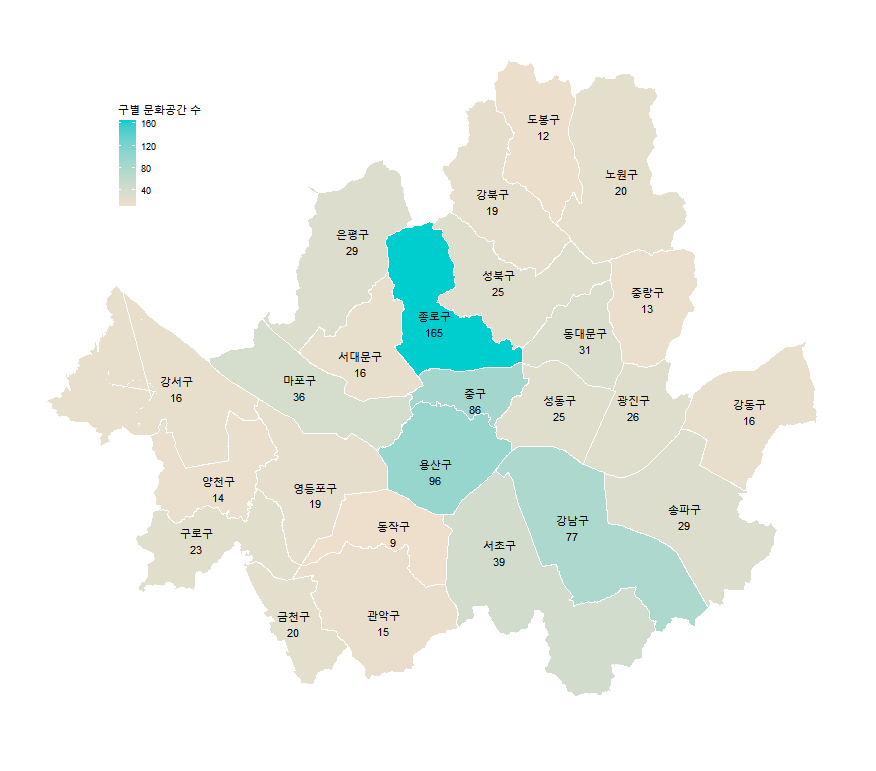 구별 문화공간 수
160
120
80
40
도봉구
12
노원구
20
강북구
19
은평구
29
성북구
25
중랑구
13
종로구
165
동대문구
31
서대문구
16
마포구
36
강서구
16
중구
86
성동구
25
광진구
26
강동구
16
용산구
96
양천구
14
영등포구
19
송파구
29
강남구
77
동작구
9
구로구
23
서초구
39
금천구
20
관악구
15